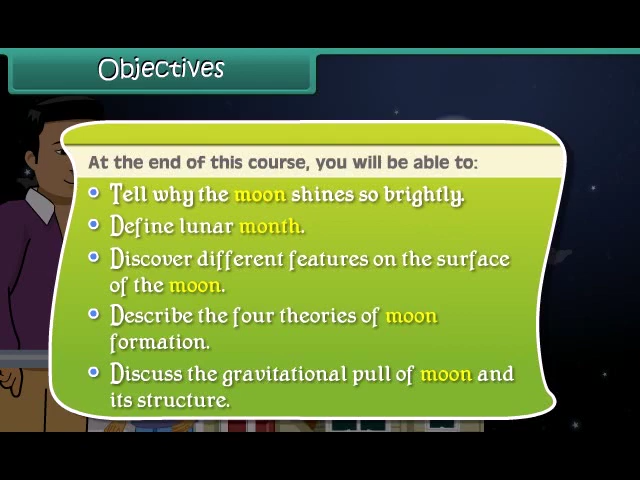 Objectives
At the end of this course, you will be able to:
Tell why the moon shines so brightly.
Define lunar month.
Discover different features on the surface
of the moon.
Describe the four theories of moon
formation.
Discuss the gravitational pull of moon and
its structure.